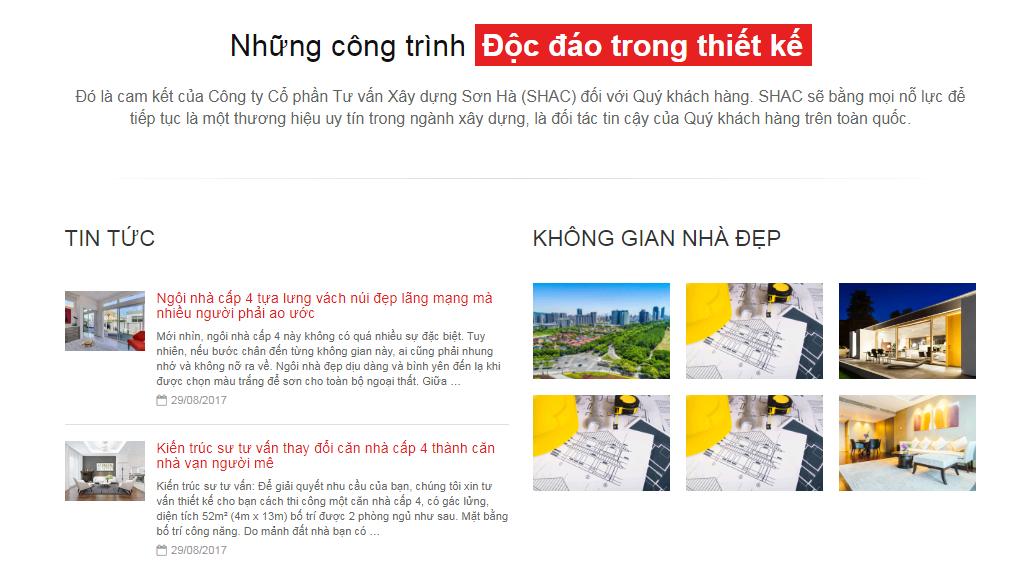 Những công trình Độc đáo trong thiết kế
Đó là cam kết của Công ty Cổ phần Tư vấn Xây dựng Sơn Hà (SHAC) đối với Quý khách hàng. SHAC sẽ bằng mọi nỗ lực để
tiếp tục là một thương hiệu uy tín trong ngành xây dựng, là đối tác tin cậy của Quý khách hàng trên toàn quốc.
TIN TỨC
Ngôi nhà cấp 4 tựa lưng vách núi đẹp lãng mạng mà
nhiều người phải ao ước
Mới nhìn, ngôi nhà cấp 4 này không có quá nhiều sự đặc biệt. Tuy
nhiên, nếu bước chân đến từng không gian này, ai cũng phải nhung
nhớ và không nỡ ra về. Ngôi nhà đẹp dịu dàng và bình yên đến lạ khi
được chọn màu trắng để sơn cho toàn bộ ngoại thất. Giữa ...
29/08/2017
Kiến trúc sư tư vấn thay đổi căn nhà cấp 4 thành căn
nhà vạn người mê
Kiến trúc sư tư vấn: Để giải quyết nhu cầu của bạn, chúng tôi xin tư
vấn thiết kế cho bạn cách thi công một căn nhà cấp 4, có gác lửng,
diện tích 52m² (4m x 13m) bố trí được 2 phòng ngủ như sau. Mặt bằng
bố trí công năng. Do mảnh đất nhà bạn có ...
29/08/2017
KHÔNG GIAN NHÀ ĐẸP